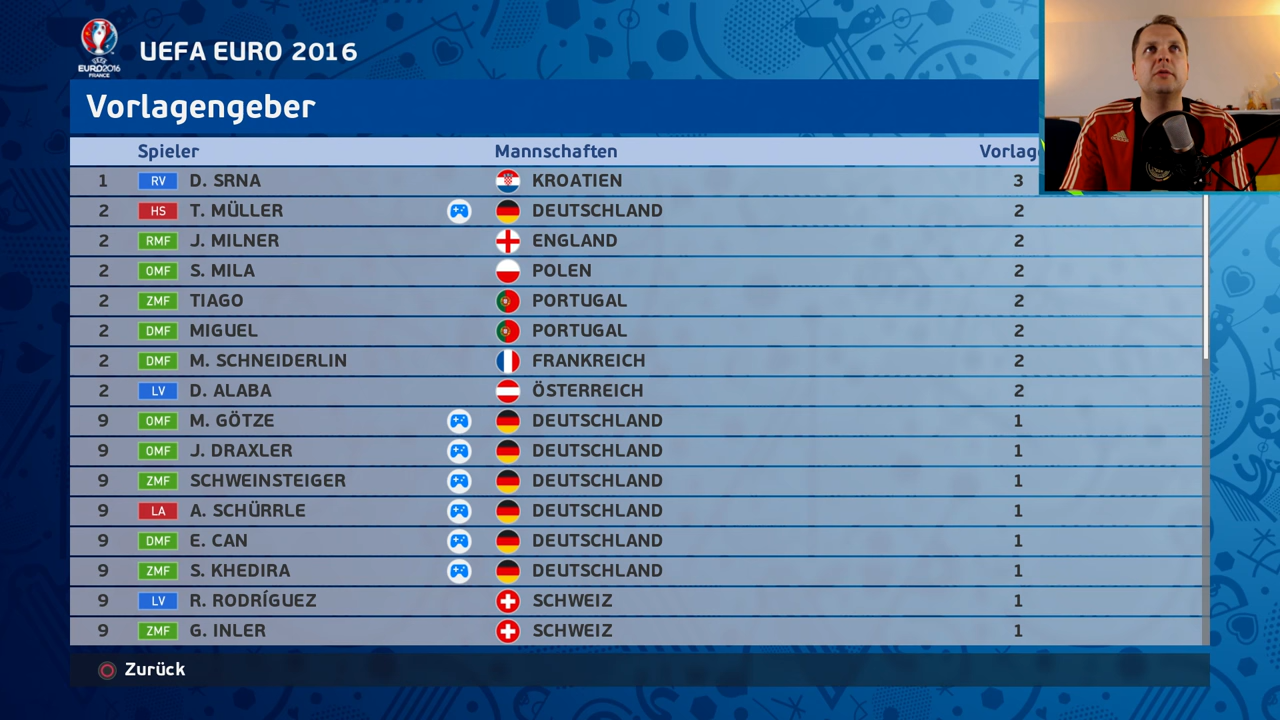 UEFA EURO 2016
UEFA
EURO2016
FRANCE
Vorlagengeber
Spieler Mannschaften Vorlag
1 RV D. SRNA KROATIEN 3
2 HS T. MÜLLER DEUTSCHLAND 2
2 RMF J. MILNER ENGLAND 2
2 OMF S. MILA POLEN 2
2 ZMF TIAGO PORTUGAL 2
2 DMF MIGUEL PORTUGAL 2
2 DMF M. SCHNEIDERLIN FRANKREICH 2
2 LV D. ALABA ÖSTERREICH 2
9 OMF M. GÖTZE DEUTSCHLAND 1
9 OMF J. DRAXLER DEUTSCHLAND 1
9 ZMF SCHWEINSTEIGER DEUTSCHLAND 1
9 LA A. SCHÜRRLE DEUTSCHLAND 1
9 DMF E. CAN DEUTSCHLAND 1
9 ZMF S. KHEDIRA DEUTSCHLAND 1
9 LV R. RODRÍGUEZ SCHWEIZ 1
9 ZMF G. INLER SCHWEIZ 1
Zurück